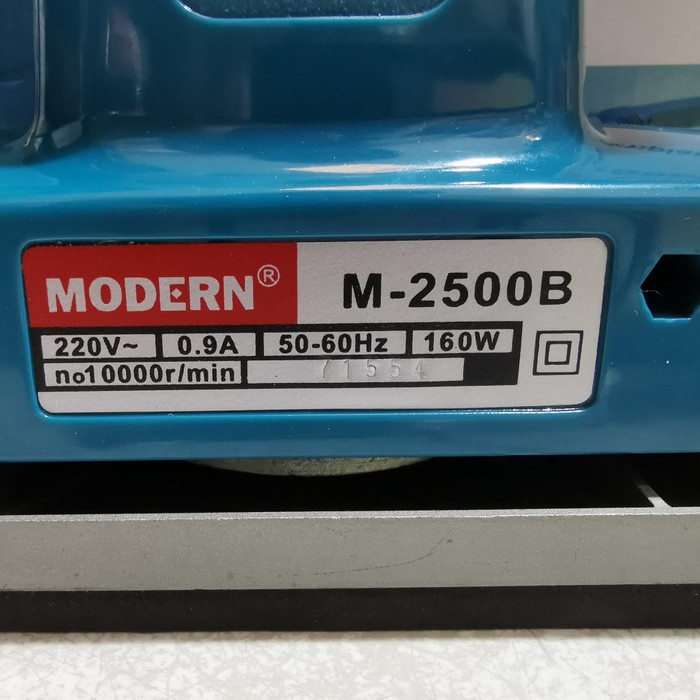 MODERN® M-2500B
220V~ 0.9A 50-60Hz 160W
no10000r/min 71554